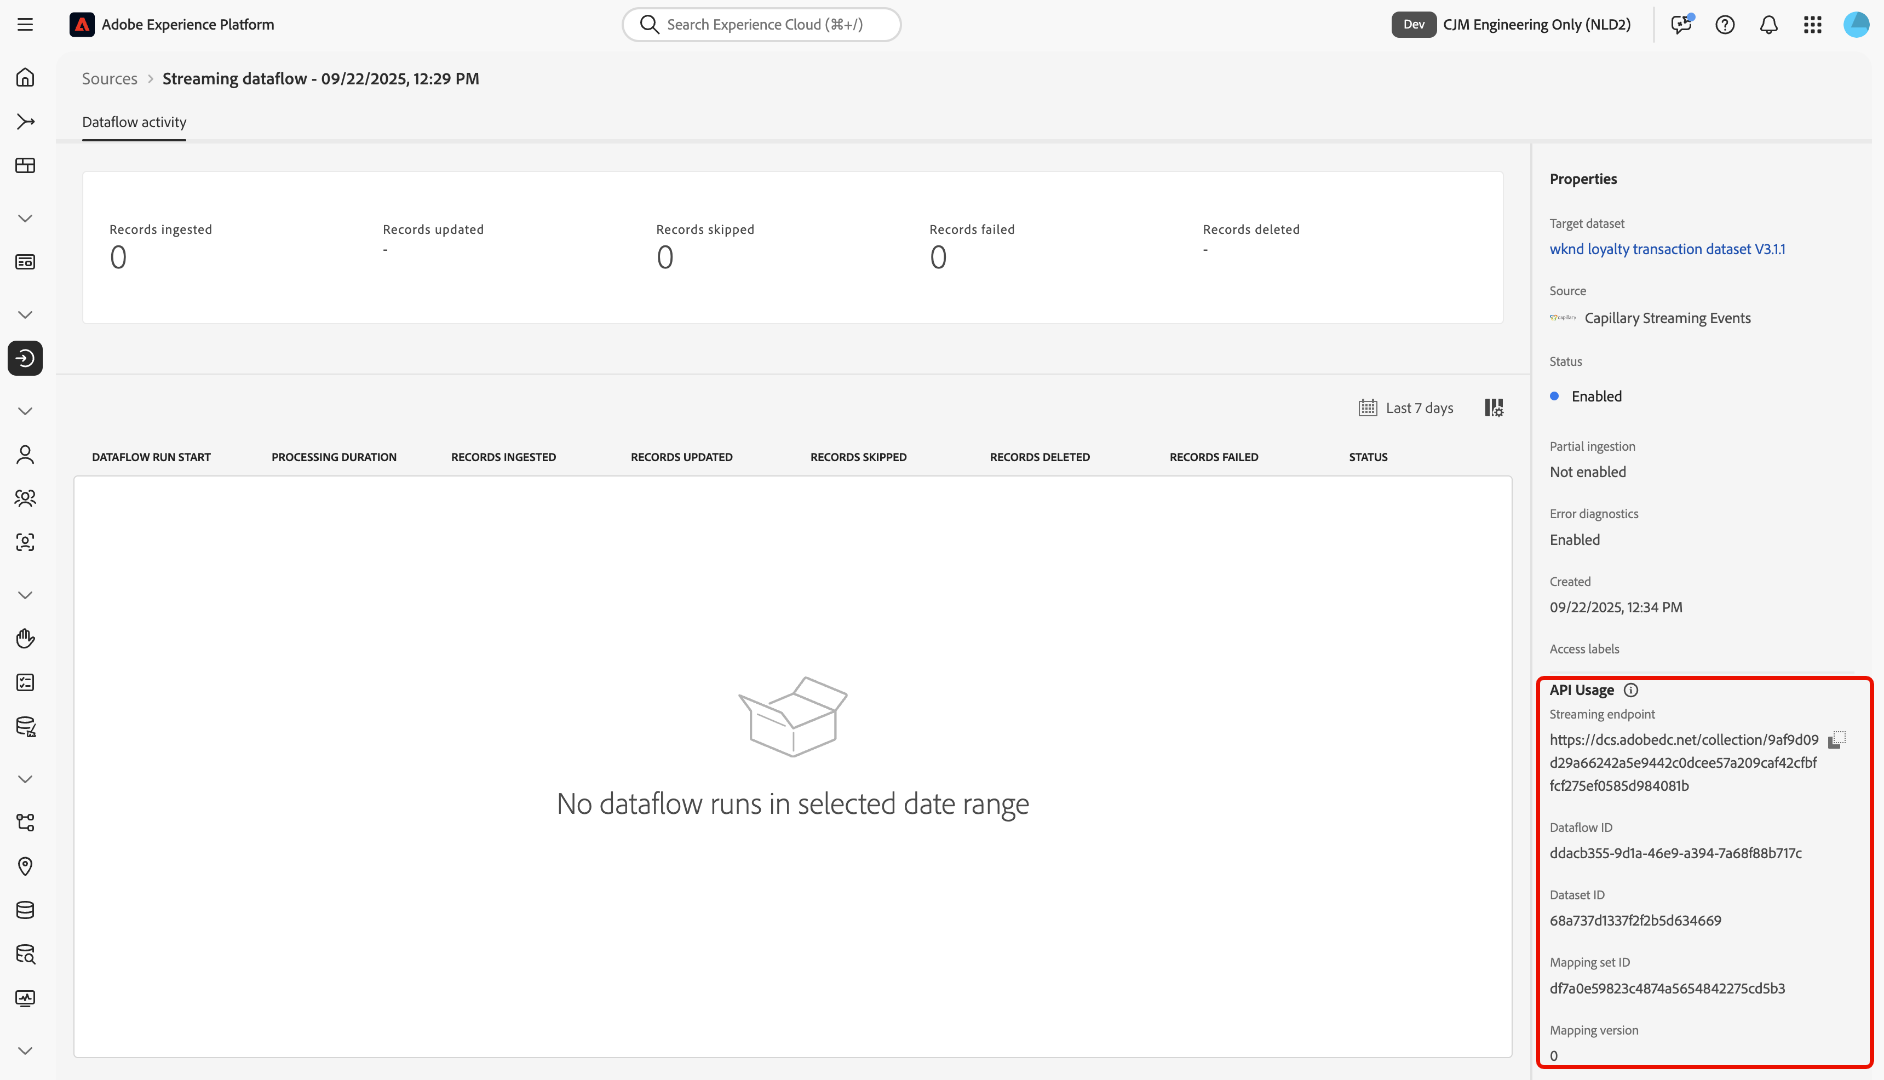 Adobe Experience Platform
Search Experience Cloud (⌘+/)
Dev
CJM Engineering Only (NLD2)
Sources > Streaming dataflow - 09/22/2025, 12:29 PM
Dataflow activity
Records ingested
0
Records updated
-
Records skipped
0
Records failed
0
Records deleted
-
Last 7 days
DATAFLOW RUN START PROCESSING DURATION RECORDS INGESTED RECORDS UPDATED RECORDS SKIPPED RECORDS DELETED RECORDS FAILED STATUS
No dataflow runs in selected date range
Properties
Target dataset
wknd loyalty transaction dataset V3.1.1
Source
capillary Capillary Streaming Events
Status
Enabled
Partial ingestion
Not enabled
Error diagnostics
Enabled
Created
09/22/2025, 12:34 PM
Access labels
API Usage
Streaming endpoint
https://dcs.adobedc.net/collection/9af9d09
d29a66242a5e9442c0dcee57a209caf42cfbf
fcf275ef0585d984081b
Dataflow ID
ddacb355-9d1a-46e9-a394-7a68f88b717c
Dataset ID
68a737d1337f2f2b5d634669
Mapping set ID
df7a0e59823c4874a5654842275cd5b3
Mapping version
0